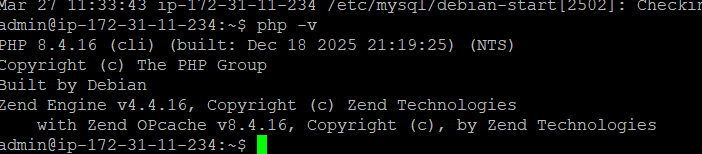 Mar 27 11:33:43 ip-172-31-11-234 /etc/mysql/debian-start[2502]: Checkin
admin@ip-172-31-11-234:~$ php -v
PHP 8.4.16 (cli) (built: Dec 18 2025 21:19:25) (NTS)
Copyright (c) The PHP Group
Built by Debian
Zend Engine v4.4.16, Copyright (c) Zend Technologies
    with Zend OPcache v8.4.16, Copyright (c), by Zend Technologies
admin@ip-172-31-11-234:~$